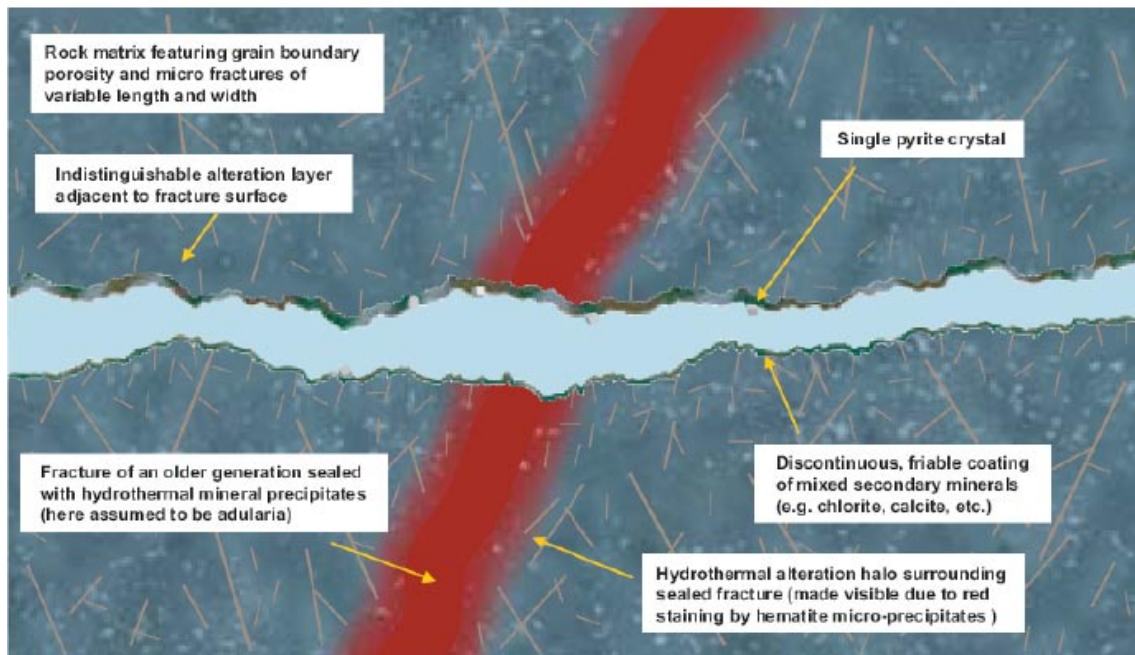 Rock matrix featuring grain boundary
porosity and micro fractures of
variable length and width
Single pyrite crystal
Indistinguishable alteration layer
adjacent to fracture surface
Fracture of an older generation sealed
with hydrothermal mineral precipitates
(here assumed to be adularia)
Discontinuous, friable coating
of mixed secondary minerals
(e.g. chlorite, calcite, etc.)
Hydrothermal alteration halo surrounding
sealed fracture (made visible due to red
staining by hematite micro-precipitates )